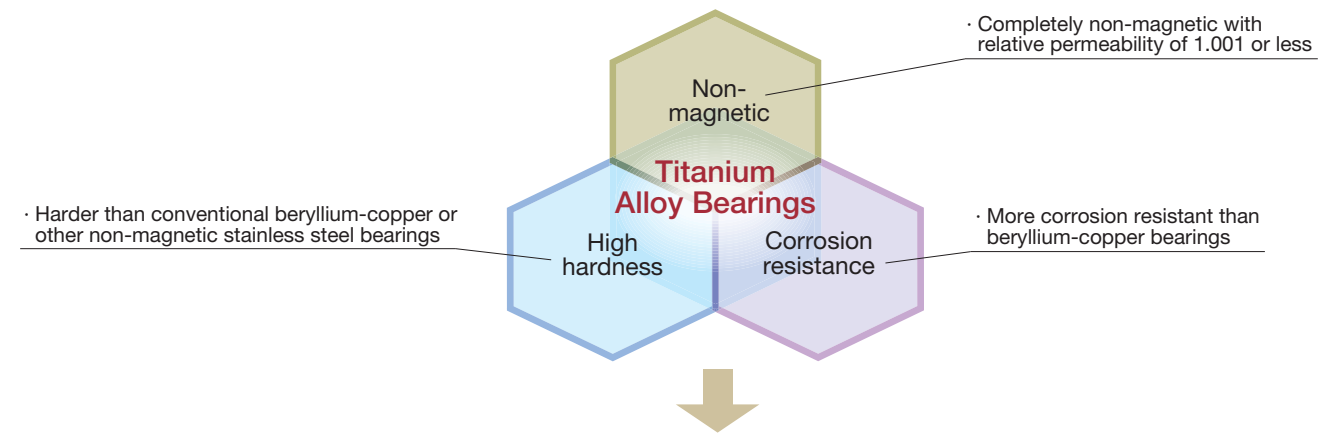 · Completely non-magnetic with
relative permeability of 1.001 or less
Non-
magnetic
Titanium
Alloy Bearings
· Harder than conventional beryllium-copper or
other non-magnetic stainless steel bearings
High
hardness
Corrosion
resistance
· More corrosion resistant than
beryllium-copper bearings